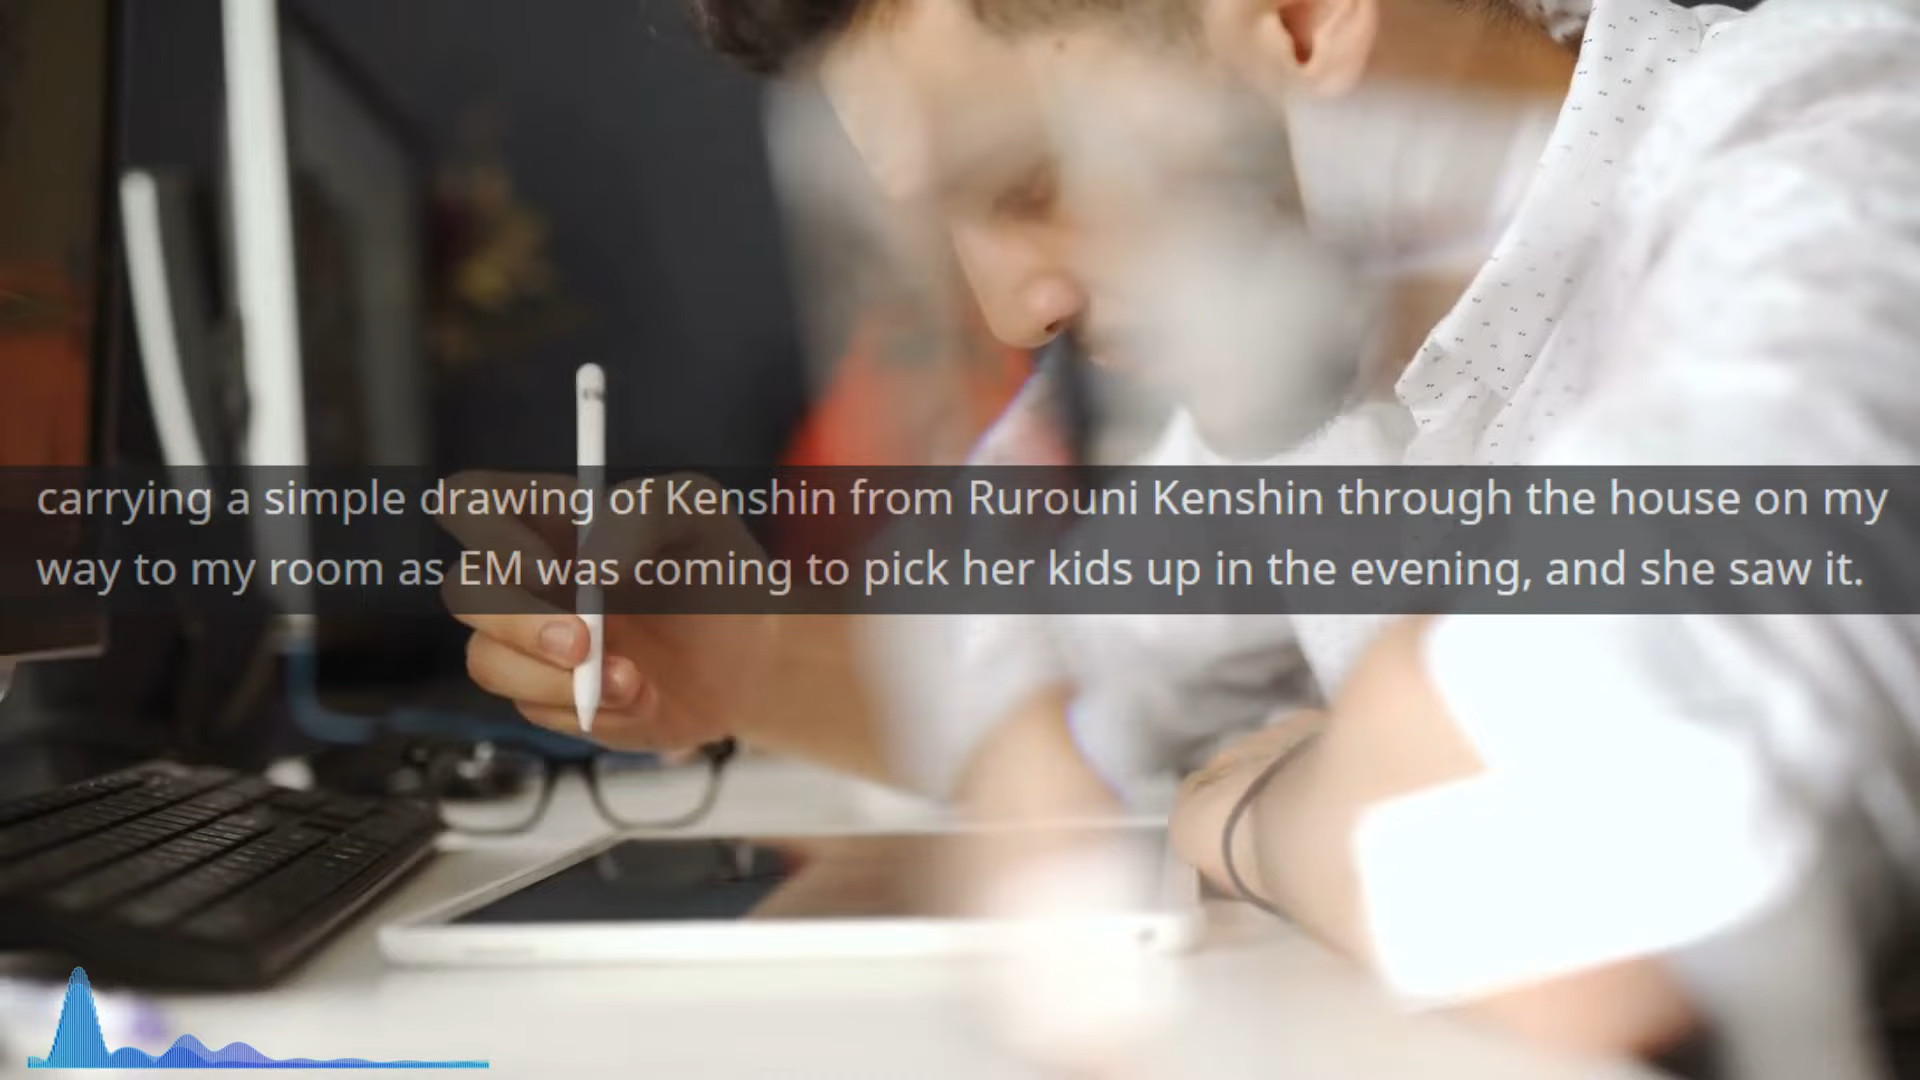 carrying a simple drawing of Kenshin from Rurouni Kenshin through the house on my
way to my room as EM was coming to pick her kids up in the evening, and she saw it.